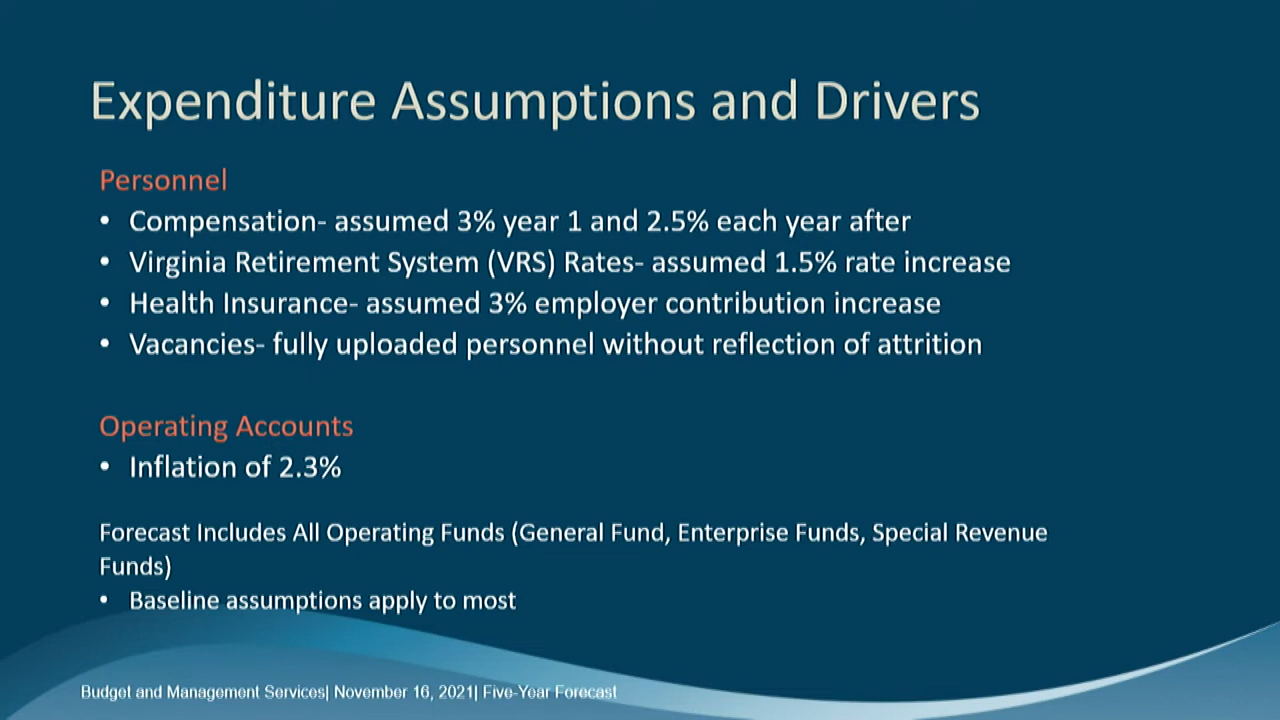 Expenditure Assumptions and Drivers
Personnel
• Compensation- assumed 3% year 1 and 2.5% each year after
• Virginia Retirement System (VRS) Rates- assumed 1.5% rate increase
• Health Insurance- assumed 3% employer contribution increase
• Vacancies- fully uploaded personnel without reflection of attrition
Operating Accounts
• Inflation of 2.3%
Forecast Includes All Operating Funds (General Fund, Enterprise Funds, Special Revenue
Funds)
• Baseline assumptions apply to most
Budget and Management Services| November 16, 2021| Five-Year Forecast